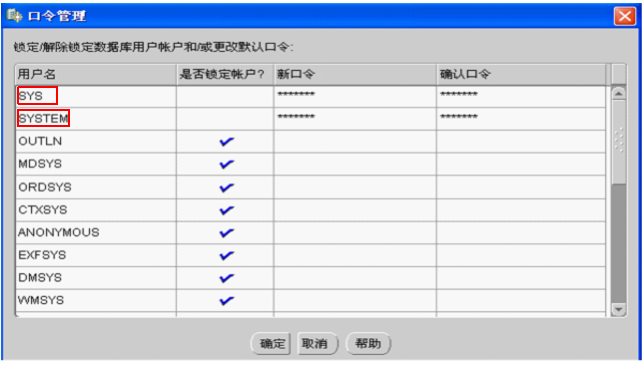 口令管理
锁定/解除锁定数据库用户帐户和/或更改默认口令:
用户名 是否锁定帐户? 新口令 确认口令
SYS ******* *******
SYSTEM ******* *******
OUTLN
MDSYS
ORDSYS
CTXSYS
ANONYMOUS
EXFSYS
DMSYS
WMSYS
确定 取消 帮助